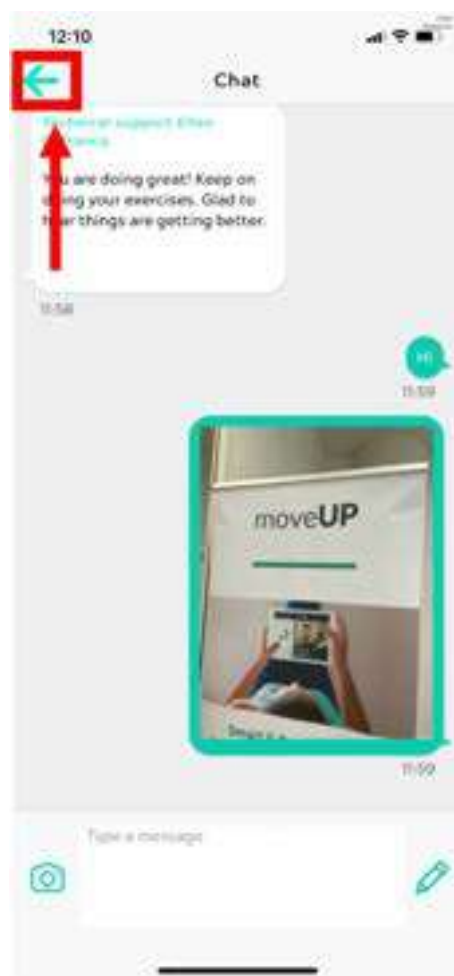 12:10
Chat
You are doing great! Keep on
doing your exercises. Glad to
hear things are getting better.
11:58
Hi
11:59
moveUP
11:59
Type a message